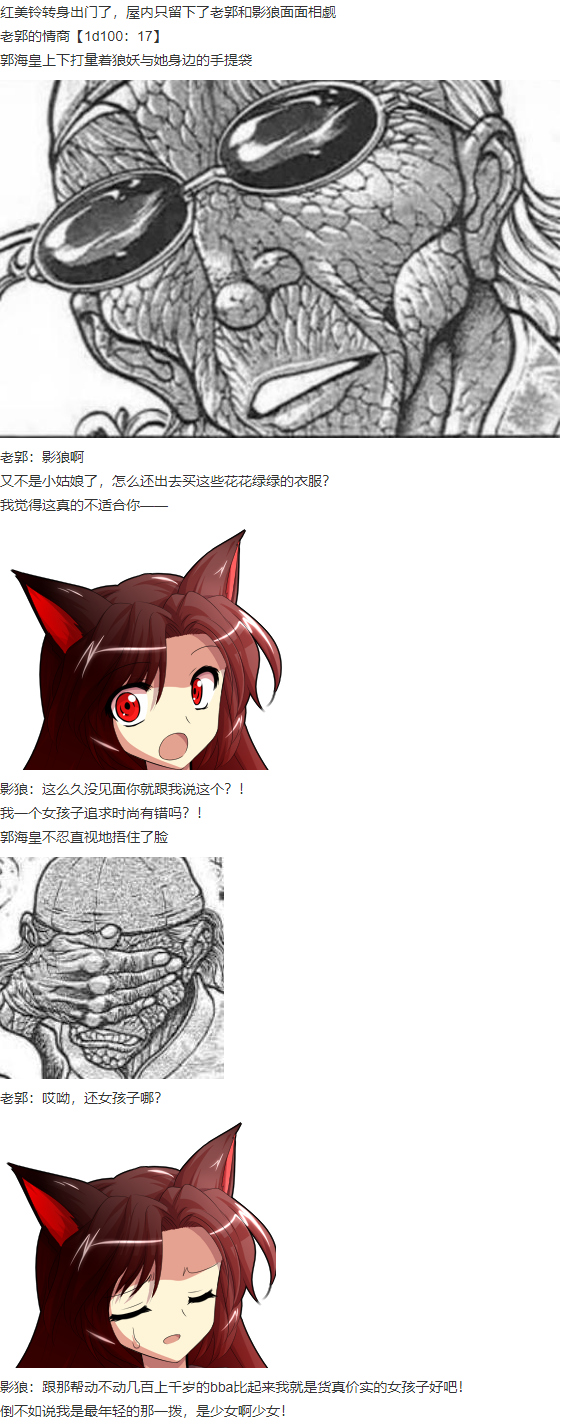 红美铃转身出门了，屋内只留下了老郭和影狼面面相觑
老郭的情商【1d100：17】
郭海皇上下打量着狼妖与她身边的手提袋
老郭：影狼啊
又不是小姑娘了，怎么还出去买这些花花绿绿的衣服？
我觉得这真的不适合你——
影狼：这么久没见面你就跟我说这个？！
我一个女孩子追求时尚有错吗？！
郭海皇不忍直视地捂住了脸
老郭：哎呦，还女孩子哪？
影狼：跟那帮动不动几百上千岁的bba比起来我就是货真价实的女孩子好吧！
倒不如说我是最年轻的那一拨，是少女啊少女！